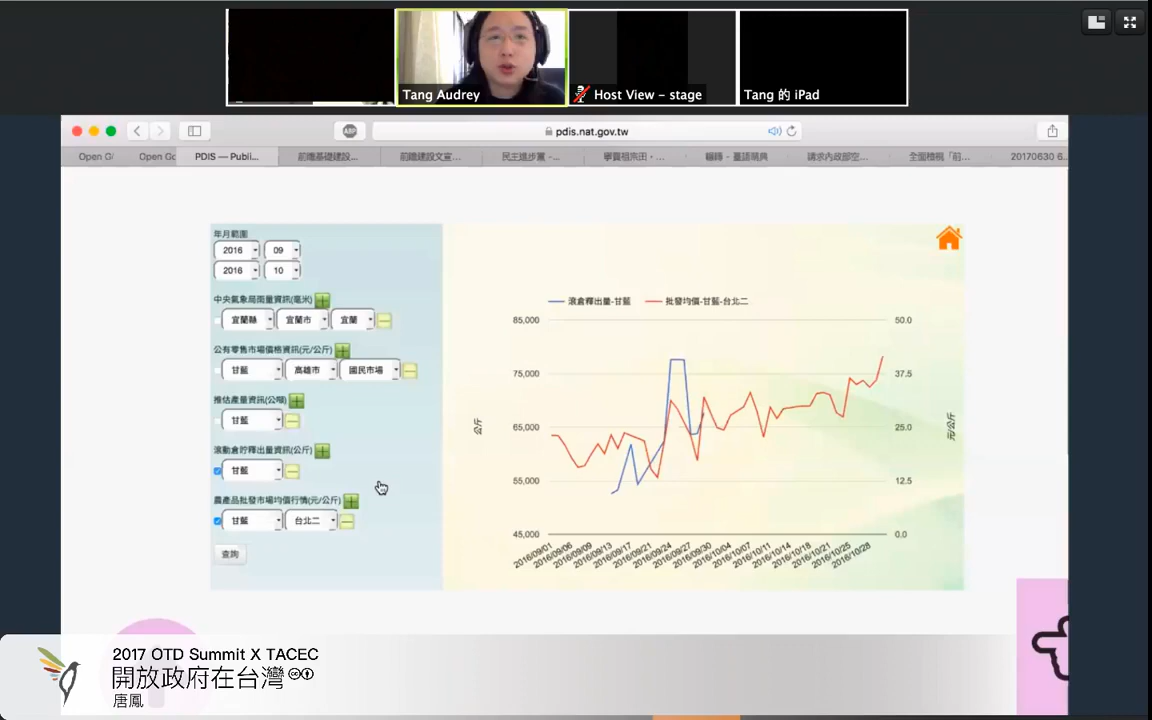 Tang Audrey
Host View - stage
Tang 的 iPad
pdis.nat.gov.tw
Open G/
Open Gc
PDIS — Publi...
前瞻基礎建設...
前瞻建設文宣...
民主進步黨 -...
輾轉 - 臺語萌典
請求內政部空...
全面檢視「前...
20170630 6..
年月範圍
2016 09
2016 10
中央氣象局雨量資訊(毫米)
宜蘭縣 宜蘭市 宜蘭
公有零售市場價格資訊(元/公斤)
甘藍 高雄市 國民市場
推估產量資訊(公噸)
甘藍
滾動倉貯釋出量資訊(公斤)
甘藍
農產品批發市場均價行情(元/公斤)
甘藍 台北二
查詢
滾倉釋出量-甘藍
批發均價-甘藍-台北二
85,000
75,000
65,000
55,000
45,000
公斤
50.0
37.5
25.0
12.5
0.0
元/公斤
2016/09/01
2016/09/06
2016/09/09
2016/09/13
2016/09/17
2016/09/21
2016/09/24
2016/09/27
2016/09/30
2016/10/04
2016/10/07
2016/10/11
2016/10/14
2016/10/18
2016/10/21
2016/10/25
2016/10/28
2017 OTD Summit X TACEC
開放政府在台灣
唐鳳